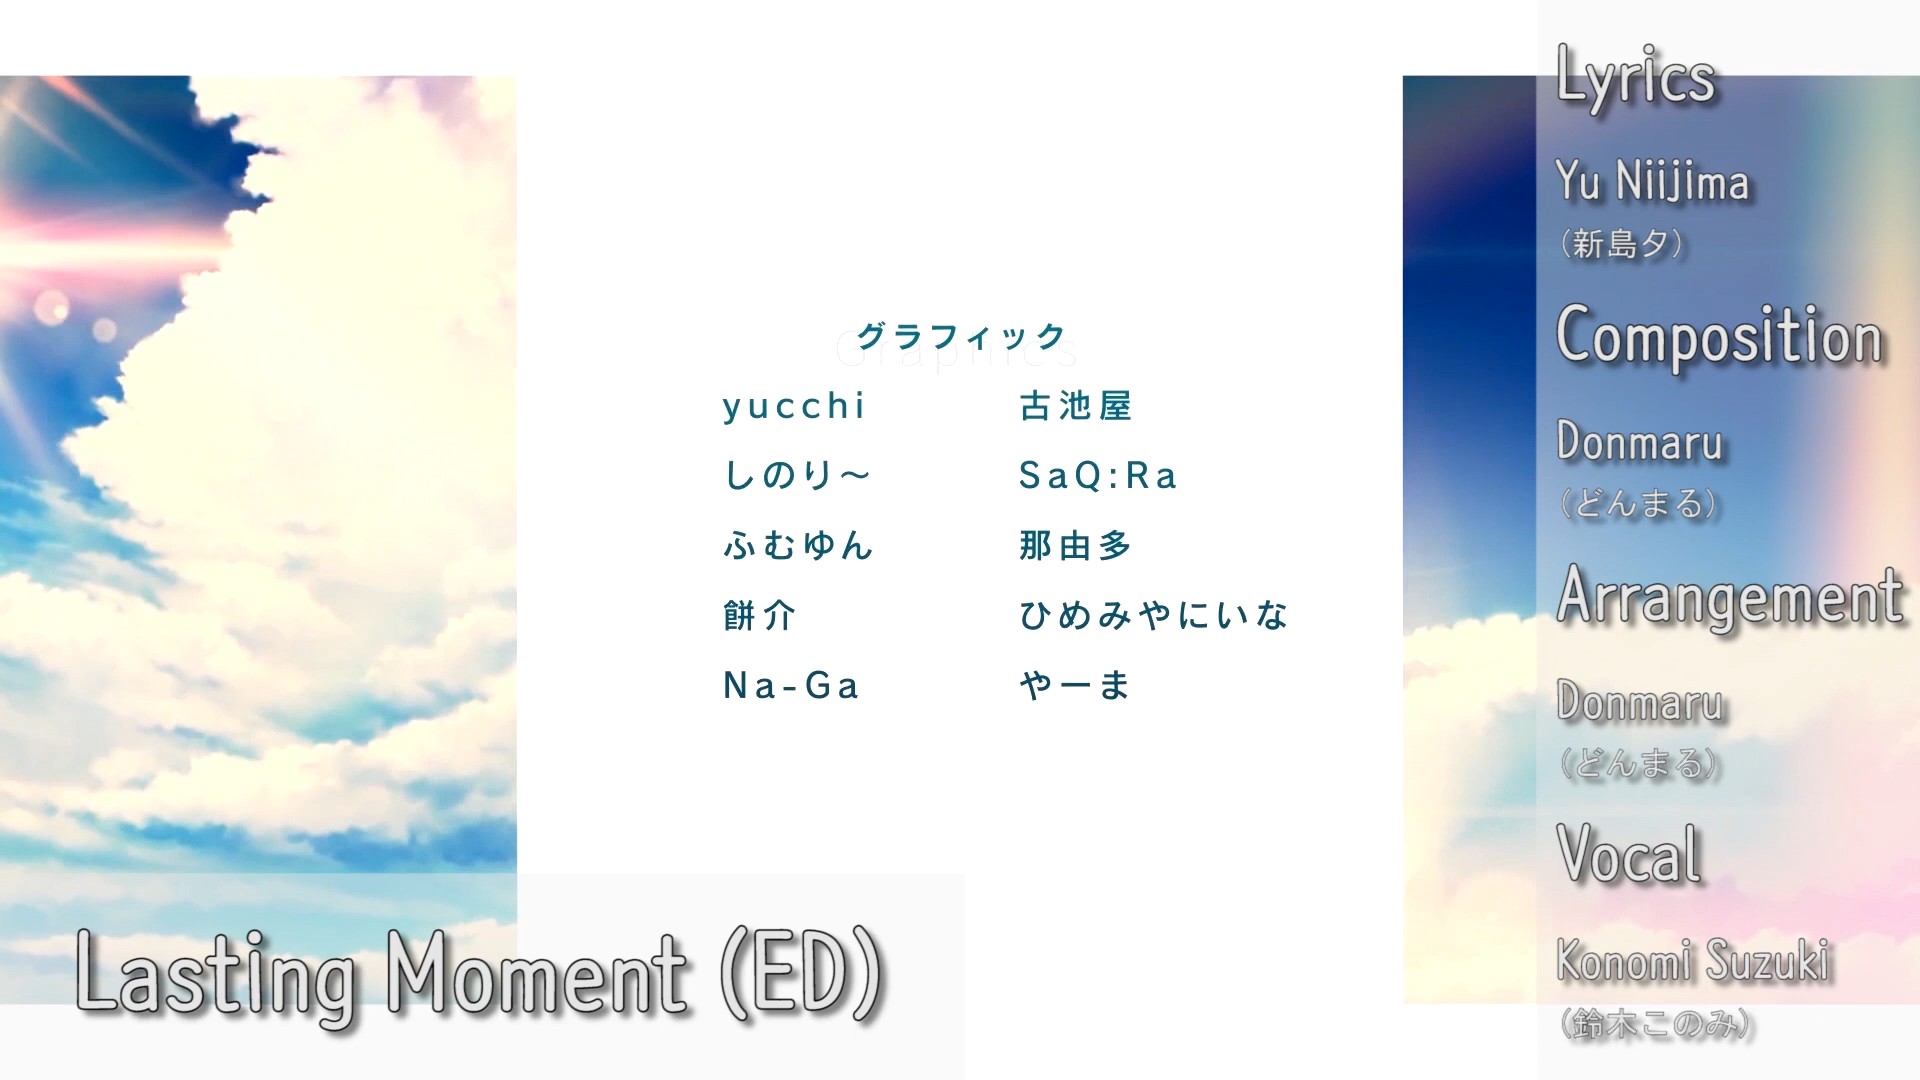 グラフィック
Graphics
yucchi 古池屋
しのり～ SaQ:Ra
ふむゆん 那由多
餅介 ひめみやにいな
Na-Ga やーま
Lasting Moment (ED)
Lyrics
Yu Niijima
(新島夕)
Composition
Donmaru
(どんまる)
Arrangement
Donmaru
(どんまる)
Vocal
Konomi Suzuki
(鈴木このみ)